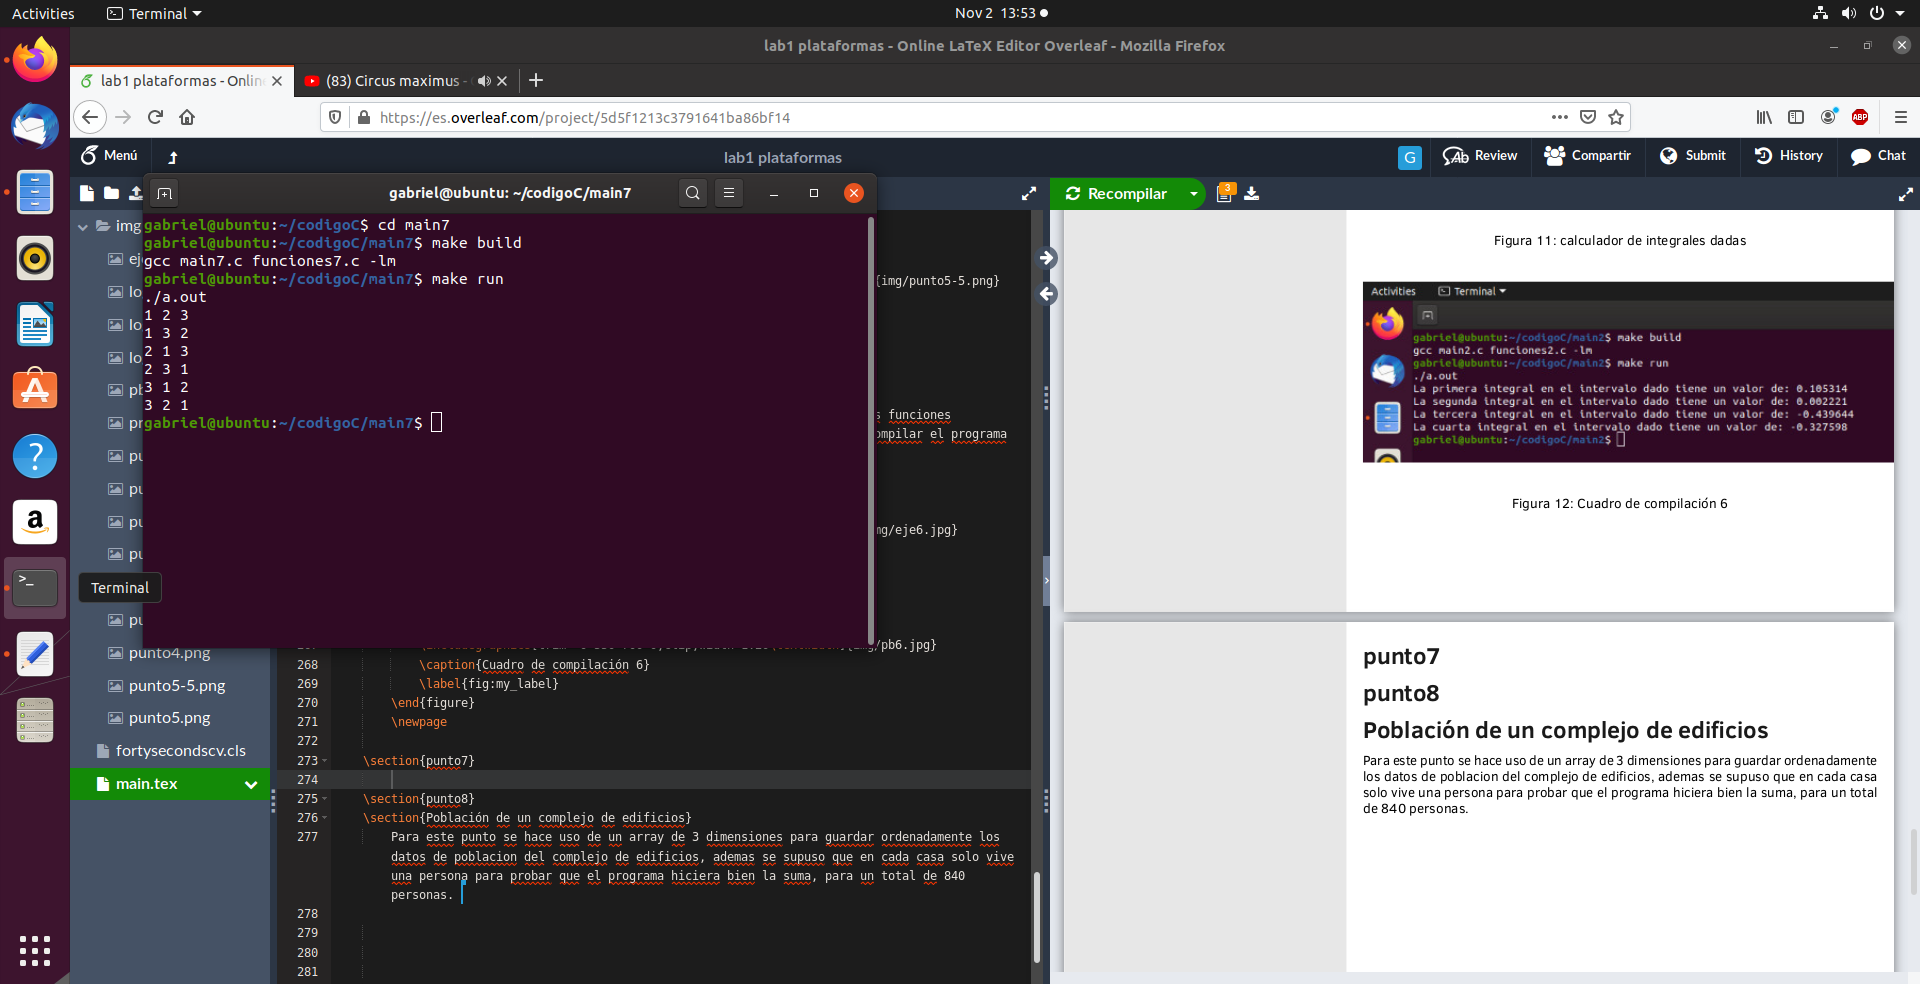 Activities
Terminal
Nov 2 13:53
lab1 plataformas - Online LaTeX Editor Overleaf - Mozilla Firefox
lab1 plataformas - Onlin
(83) Circus maximus -
https://es.overleaf.com/project/5d5f1213c3791641ba86bf14
ABP
Menú
lab1 plataformas
G
Review
Compartir
Submit
History
Chat
gabriel@ubuntu: ~/codigoC/main7
Recompilar
3
img
gabriel@ubuntu:~/codigoC$ cd main7
gabriel@ubuntu:~/codigoC/main7$ make build
gcc main7.c funciones7.c -lm
gabriel@ubuntu:~/codigoC/main7$ make run
./a.out
1 2 3
1 3 2
2 1 3
2 3 1
3 1 2
3 2 1
gabriel@ubuntu:~/codigoC/main7$
ej
lo
lo
lo
pb
pr
pu
pu
pu
pu
pu
Terminal
punto4.png
punto5-5.png
punto5.png
fortysecondscv.cls
main.tex
{img/punto5-5.png}
s funciones
ompilar el programa
mg/eje6.jpg}
/pb6.jpg}
268 \caption{Cuadro de compilación 6}
269 \label{fig:my_label}
270 \end{figure}
271 \newpage
272
273 \section{punto7}
274
275 \section{punto8}
276 \section{Población de un complejo de edificios}
277 Para este punto se hace uso de un array de 3 dimensiones para guardar ordenadamente los
datos de poblacion del complejo de edificios, ademas se supuso que en cada casa solo vive
una persona para probar que el programa hiciera bien la suma, para un total de 840
personas.
278
279
280
281
Figura 11: calculador de integrales dadas
Activities Terminal
gabriel@ubuntu:~/codigoC/main2$ make build
gcc main2.c funciones2.c -lm
gabriel@ubuntu:~/codigoC/main2$ make run
./a.out
La primera integral en el intervalo dado tiene un valor de: 0.105314
La segunda integral en el intervalo dado tiene un valor de: 0.002221
La tercera integral en el intervalo dado tiene un valor de: -0.439644
La cuarta integral en el intervalo dado tiene un valor de: -0.327598
gabriel@ubuntu:~/codigoC/main2$
Figura 12: Cuadro de compilación 6
punto7
punto8
Población de un complejo de edificios
Para este punto se hace uso de un array de 3 dimensiones para guardar ordenadamente
los datos de poblacion del complejo de edificios, ademas se supuso que en cada casa
solo vive una persona para probar que el programa hiciera bien la suma, para un total
de 840 personas.